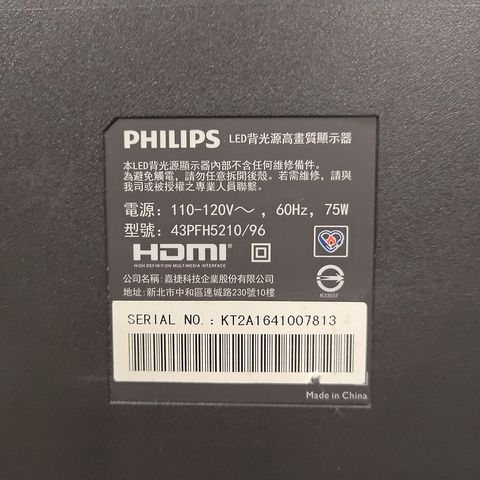 PHILIPS LED背光源高畫質顯示器
本LED背光源顯示器內部不含任何維修備件。
為避免觸電，請勿任意拆開後殼。若需維修，請與
我司或被授權之專業人員聯繫。
電源：110-120V～，60Hz，75W
型號：43PFH5210/96
HDMI
HIGH DEFINITION MULTIMEDIA INTERFACE
公司名稱：嘉捷科技企業股份有限公司
地址：新北市中和區連城路230號10樓
R33037
SERIAL NO.：KT2A1641007813
Made in China